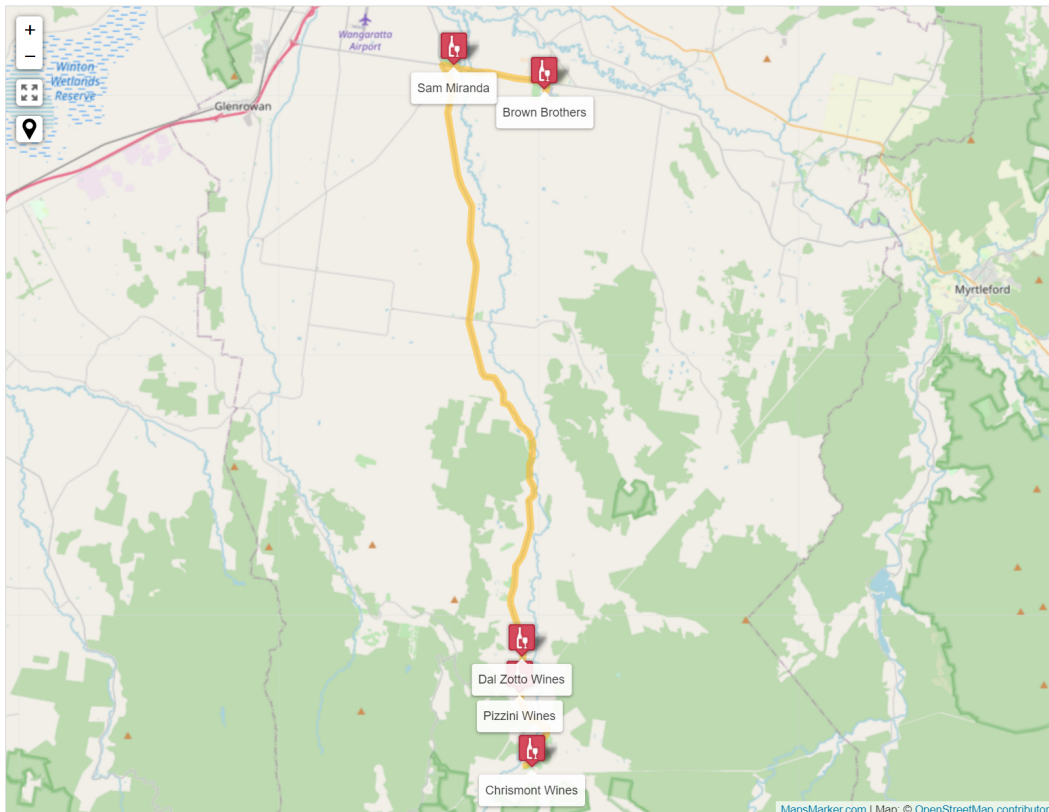 +
−
Wangaratta
Airport
Winton
Wetlands
Reserve
Sam Miranda
Glenrowan
Brown Brothers
Myrtleford
Dal Zotto Wines
Pizzini Wines
Chrismont Wines
MapsMarker.com | Map: © OpenStreetMap contributor